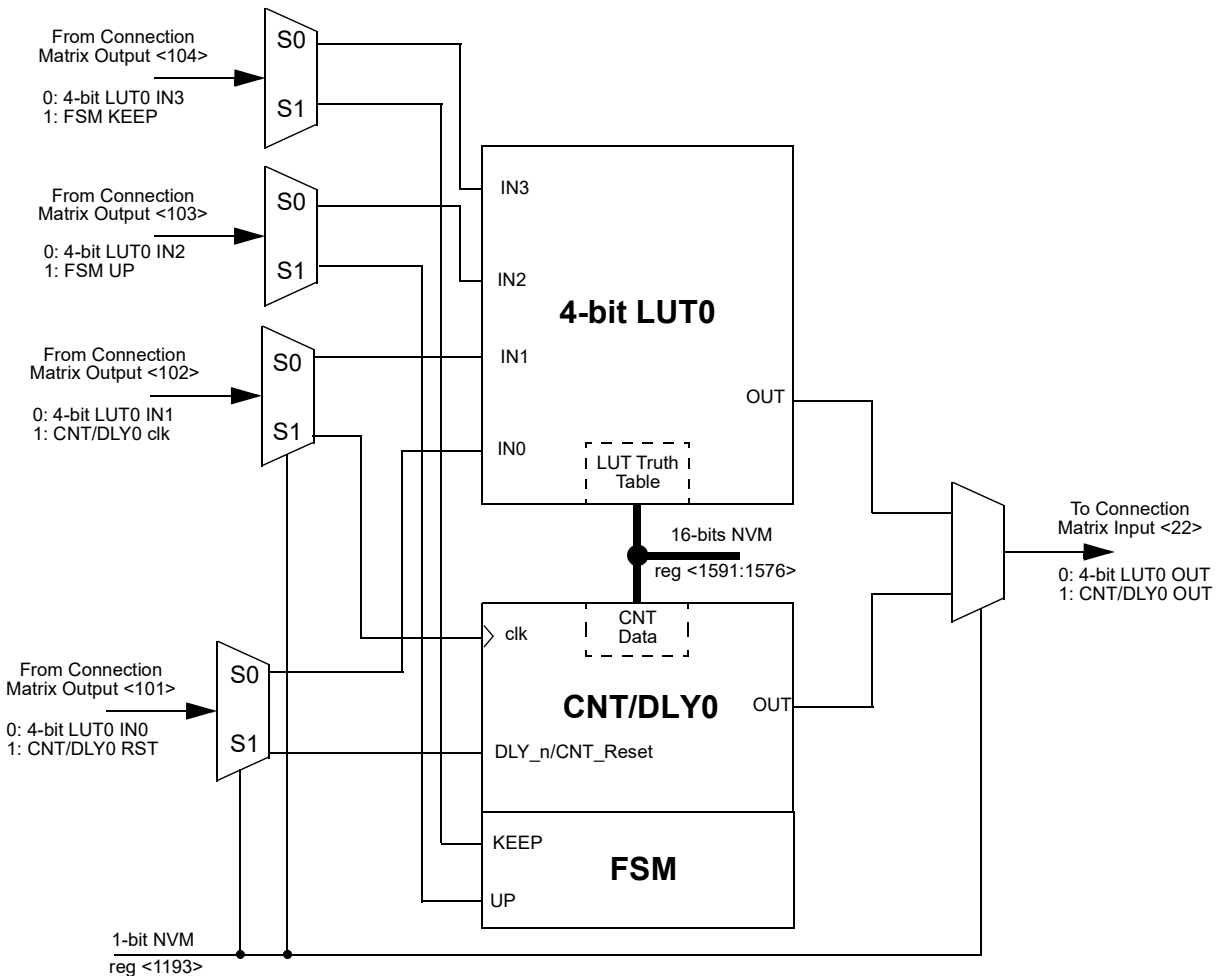 From Connection
Matrix Output <104>
0: 4-bit LUT0 IN3
1: FSM KEEP
S0
S1
From Connection
Matrix Output <103>
0: 4-bit LUT0 IN2
1: FSM UP
S0
S1
From Connection
Matrix Output <102>
0: 4-bit LUT0 IN1
1: CNT/DLY0 clk
S0
S1
From Connection
Matrix Output <101>
0: 4-bit LUT0 IN0
1: CNT/DLY0 RST
S0
S1
IN3
IN2
IN1
IN0
4-bit LUT0
OUT
LUT Truth
Table
16-bits NVM
reg <1591:1576>
CNT
Data
clk
CNT/DLY0
OUT
DLY_n/CNT_Reset
KEEP
UP
FSM
To Connection
Matrix Input <22>
0: 4-bit LUT0 OUT
1: CNT/DLY0 OUT
1-bit NVM
reg <1193>